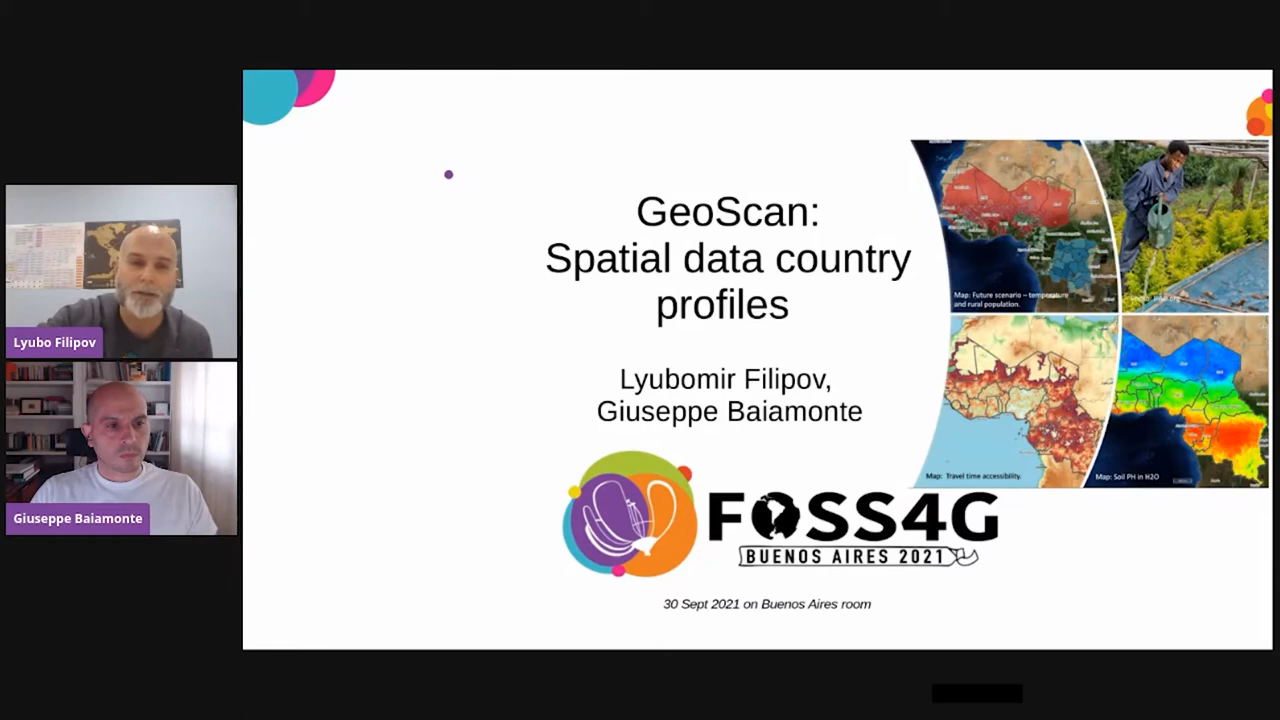 Lyubo Filipov
Giuseppe Baiamonte
GeoScan:
Spatial data country
profiles
Lyubomir Filipov,
Giuseppe Baiamonte
Map: Future scenario – temperature
and rural population.
Map: Travel time accessibility.
Map: Soil PH in H2O
FOSS4G
BUENOS AIRES 2021
30 Sept 2021 on Buenos Aires room